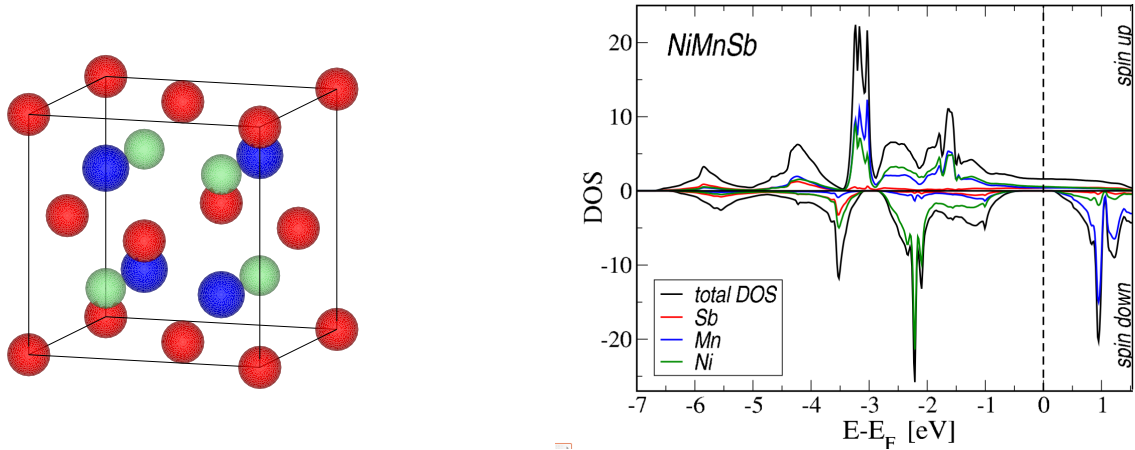 20
10
0
-10
-20
DOS
NiMnSb
spin up
spin down
total DOS
Sb
Mn
Ni
-7 -6 -5 -4 -3 -2 -1 0 1
E-E_F [eV]